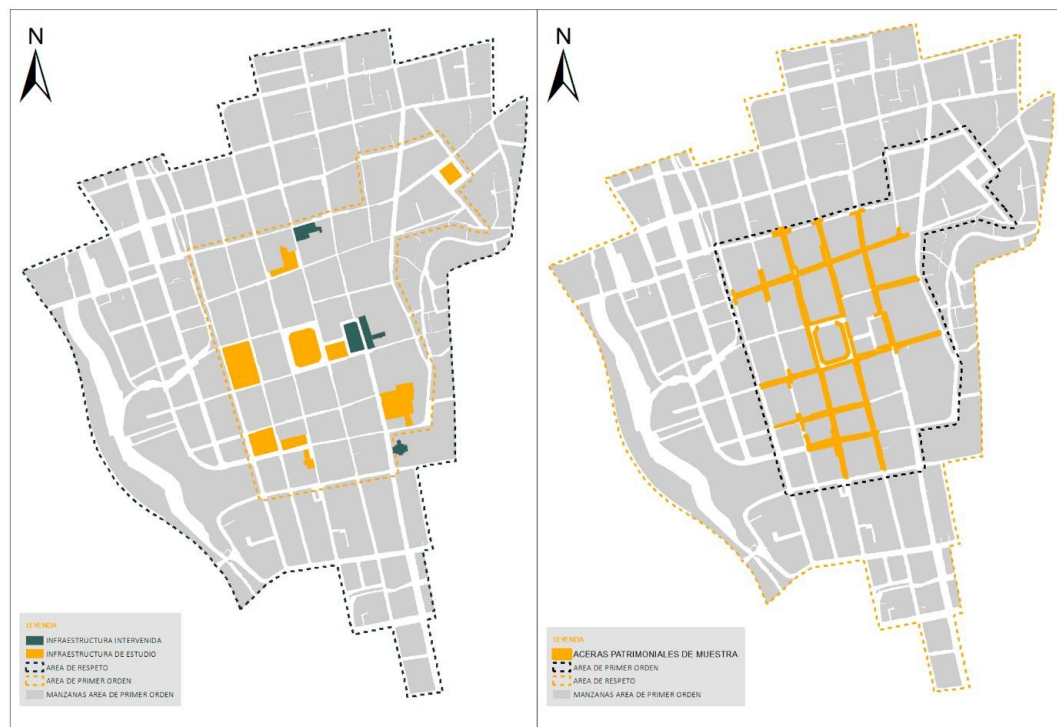 N
LEYENDA
INFRAESTRUCTURA INTERVENIDA
INFRAESTRUCTURA DE ESTUDIO
AREA DE RESPETO
AREA DE PRIMER ORDEN
MANZANAS AREA DE PRIMER ORDEN
N
LEYENDA
ACERAS PATRIMONIALES DE MUESTRA
AREA DE PRIMER ORDEN
AREA DE RESPETO
MANZANAS AREA DE PRIMER ORDEN